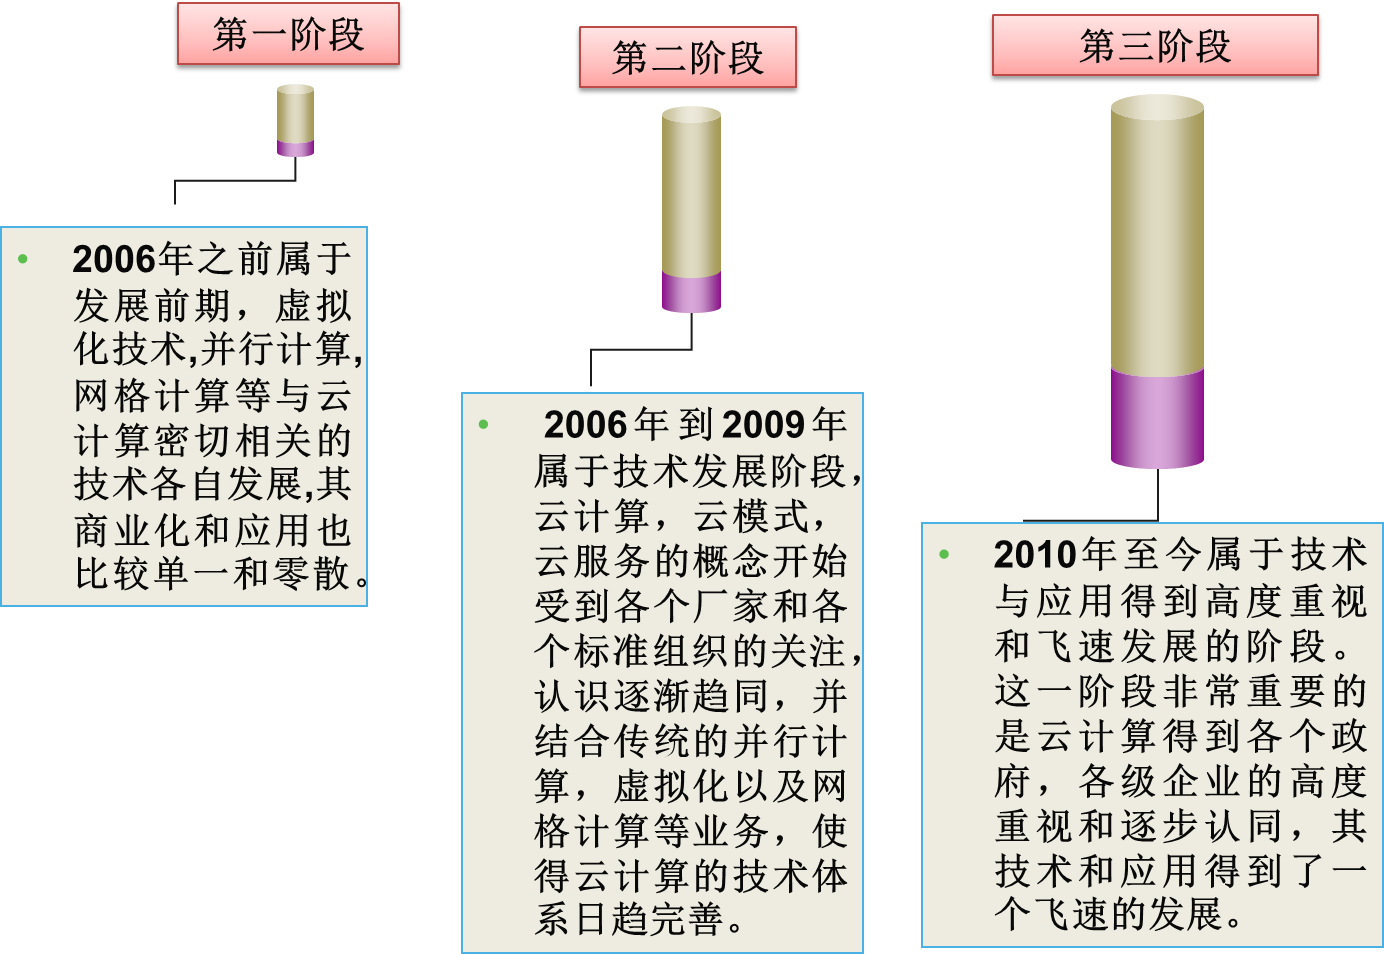 第一阶段
2006年之前属于
发展前期，虚拟
化技术,并行计算,
网格计算等与云
计算密切相关的
技术各自发展,其
商业化和应用也
比较单一和零散。
第二阶段
2006年到2009年
属于技术发展阶段，
云计算，云模式，
云服务的概念开始
受到各个厂家和各
个标准组织的关注，
认识逐渐趋同，并
结合传统的并行计
算，虚拟化以及网
格计算等业务，使
得云计算的技术体
系日趋完善。
第三阶段
2010年至今属于技术
与应用得到高度重视
和飞速发展的阶段。
这一阶段非常重要的
是云计算得到各个政
府，各级企业的高度
重视和逐步认同，其
技术和应用得到了一
个飞速的发展。